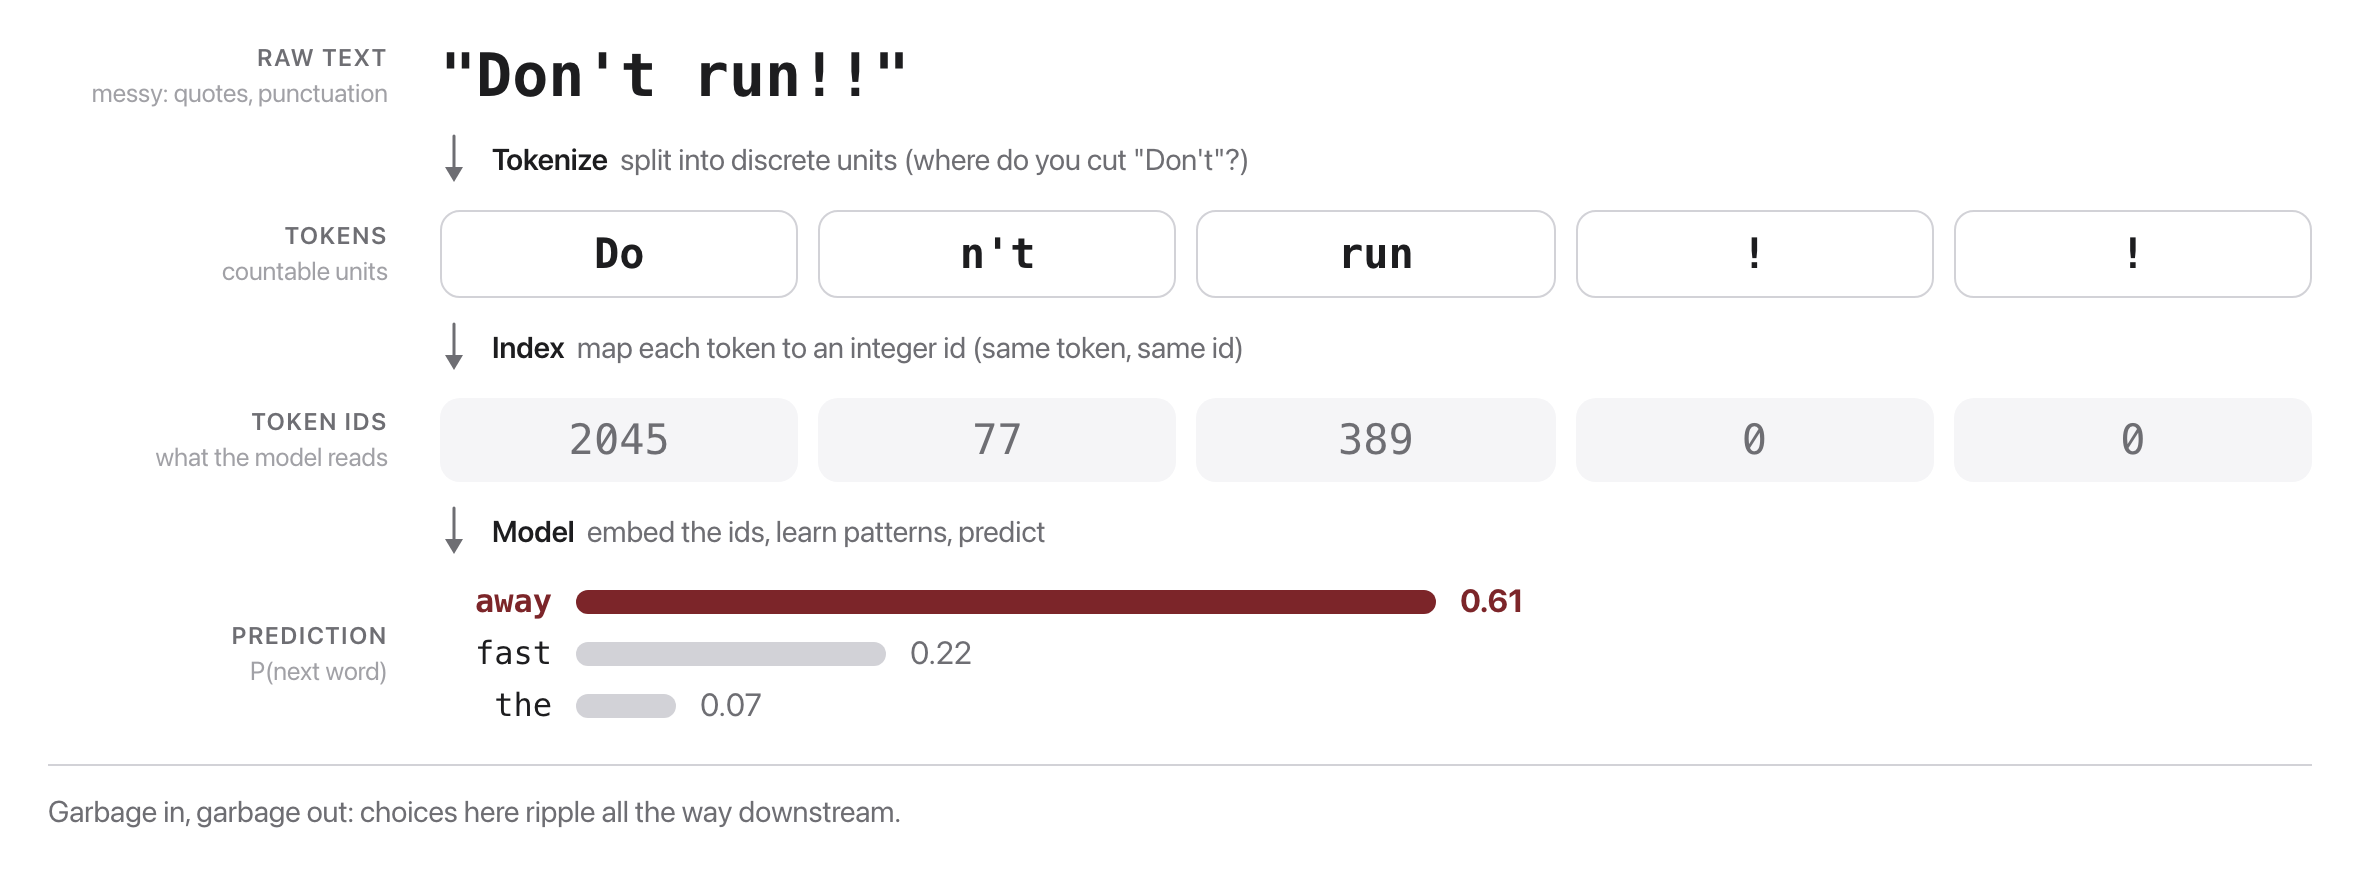 RAW TEXT
messy: quotes, punctuation
"Don't run!!"
Tokenize split into discrete units (where do you cut "Don't"?)
TOKENS
countable units
Do n't run ! !
Index map each token to an integer id (same token, same id)
TOKEN IDS
what the model reads
2045 77 389 0 0
Model embed the ids, learn patterns, predict
PREDICTION
P(next word)
away 0.61
fast 0.22
the 0.07
Garbage in, garbage out: choices here ripple all the way downstream.